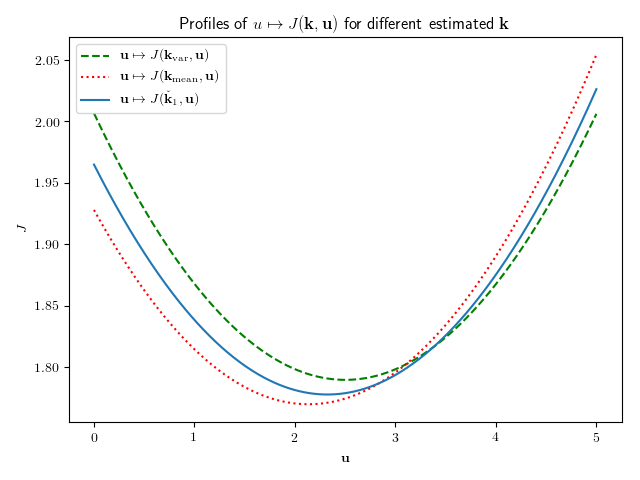 Profiles of u ↦ J(k, u) for different estimated k
u ↦ J(k_var, u)
u ↦ J(k_mean, u)
u ↦ J(ǩ_1, u)
2.05
2.00
1.95
1.90
1.85
1.80
J
0 1 2 3 4 5
u